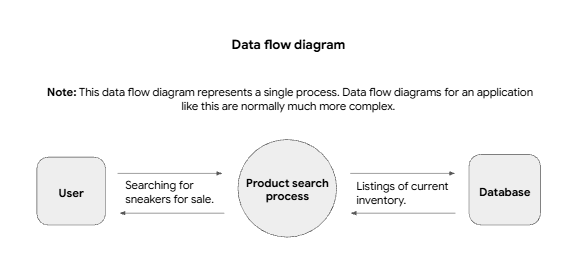 Data flow diagram
Note: This data flow diagram represents a single process. Data flow diagrams for an application
like this are normally much more complex.
User
Searching for
sneakers for sale.
Product search
process
Listings of current
inventory.
Database